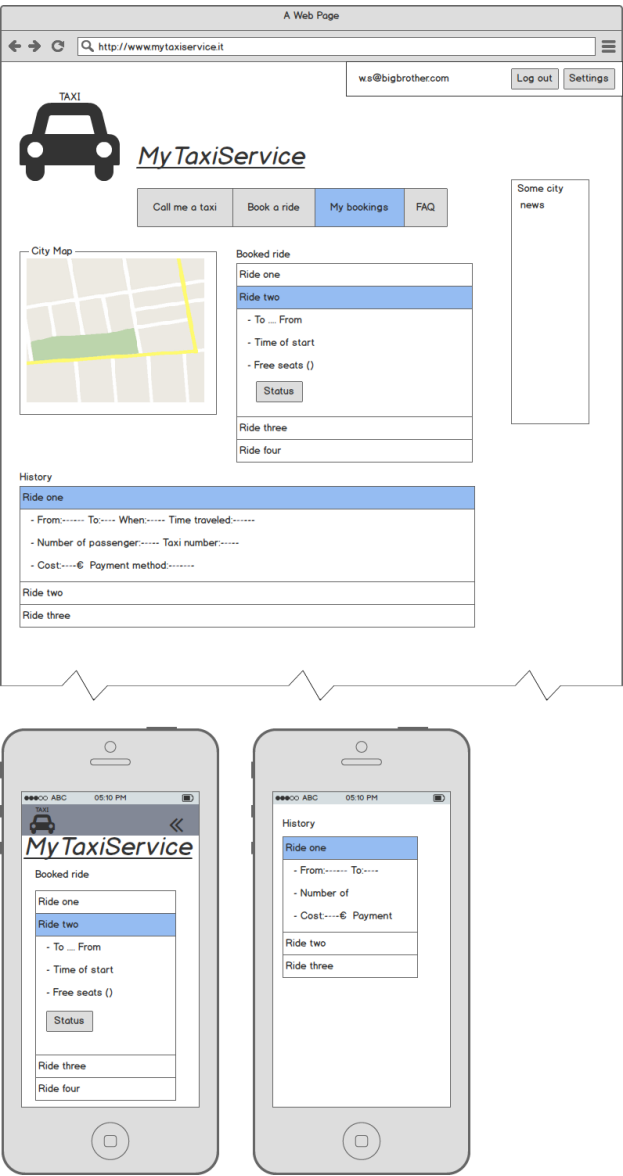 A Web Page
http://www.mytaxiservice.it
w.s@bigbrother.com Log out Settings
TAXI
MyTaxiService
Call me a taxi Book a ride My bookings FAQ
Some city
news
City Map
Booked ride
Ride one
Ride two
- To .... From
- Time of start
- Free seats ()
Status
Ride three
Ride four
History
Ride one
- From:------ To:---- When:----- Time traveled:------
- Number of passenger:----- Taxi number:-----
- Cost:----€ Payment method:-------
Ride two
Ride three
ABC 05:10 PM
TAXI
MyTaxiService
Booked ride
Ride one
Ride two
- To .... From
- Time of start
- Free seats ()
Status
Ride three
Ride four
ABC 05:10 PM
History
Ride one
- From:------ To:----
- Number of
- Cost:----€ Payment
Ride two
Ride three